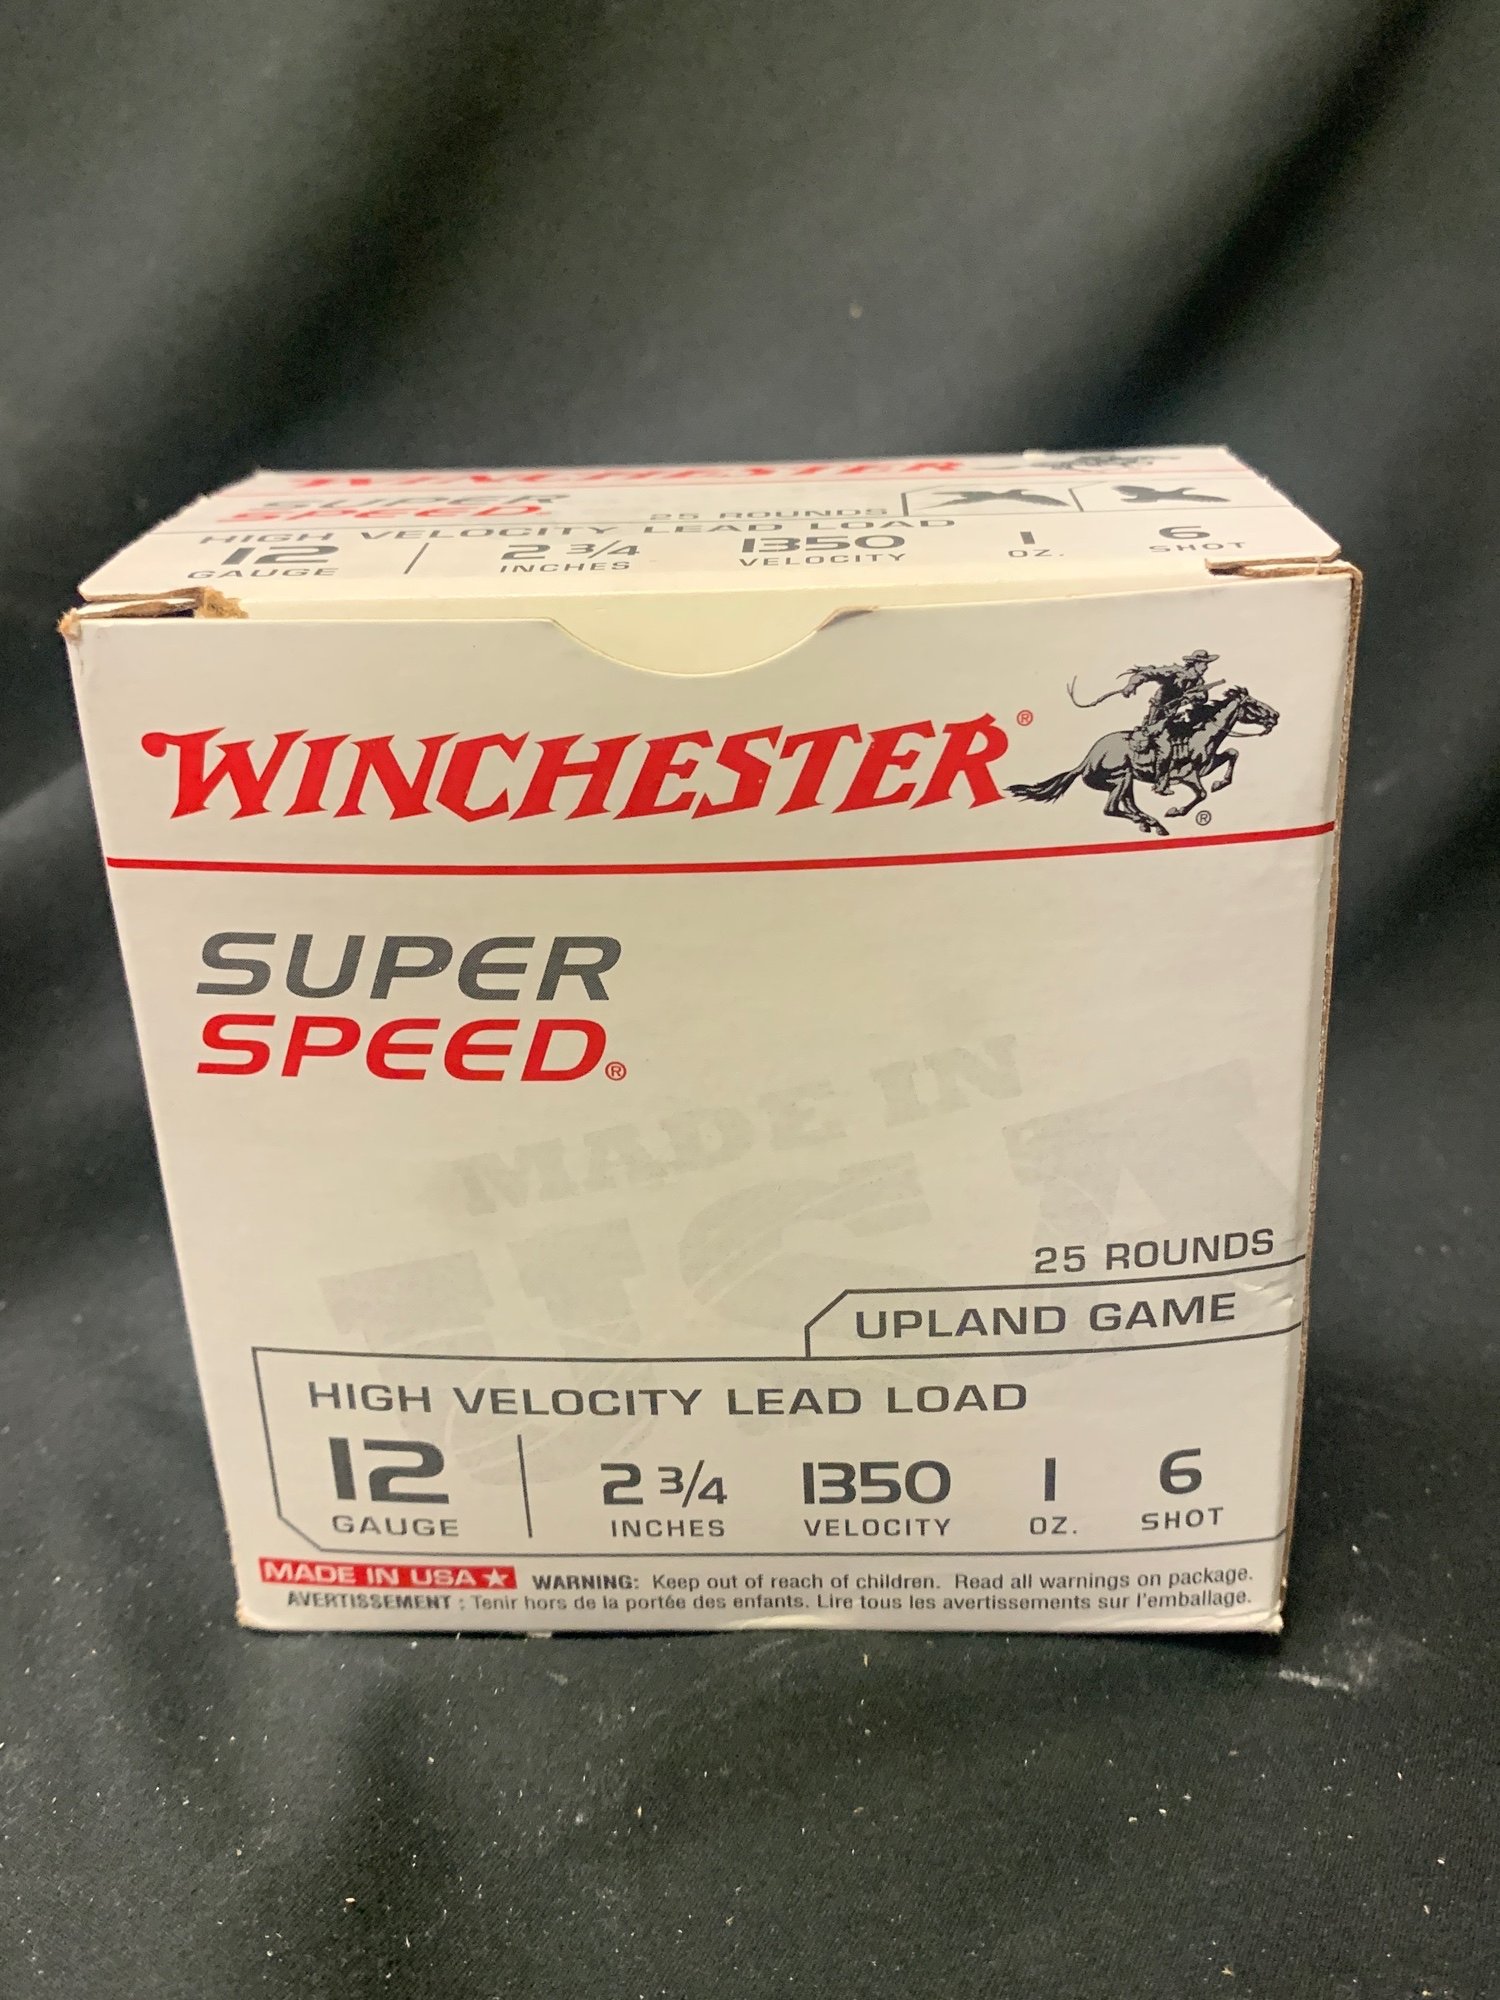 WINCHESTER
SUPER
SPEED®
25 ROUNDS
HIGH VELOCITY LEAD LOAD
12 2 3/4 1350 1 6
GAUGE INCHES VELOCITY OZ. SHOT
WINCHESTER®
®
SUPER
SPEED®
MADE IN
USA
25 ROUNDS
UPLAND GAME
HIGH VELOCITY LEAD LOAD
12 2 3/4 1350 1 6
GAUGE INCHES VELOCITY OZ. SHOT
MADE IN USA ★ WARNING: Keep out of reach of children. Read all warnings on package.
AVERTISSEMENT : Tenir hors de la portée des enfants. Lire tous les avertissements sur l'emballage.